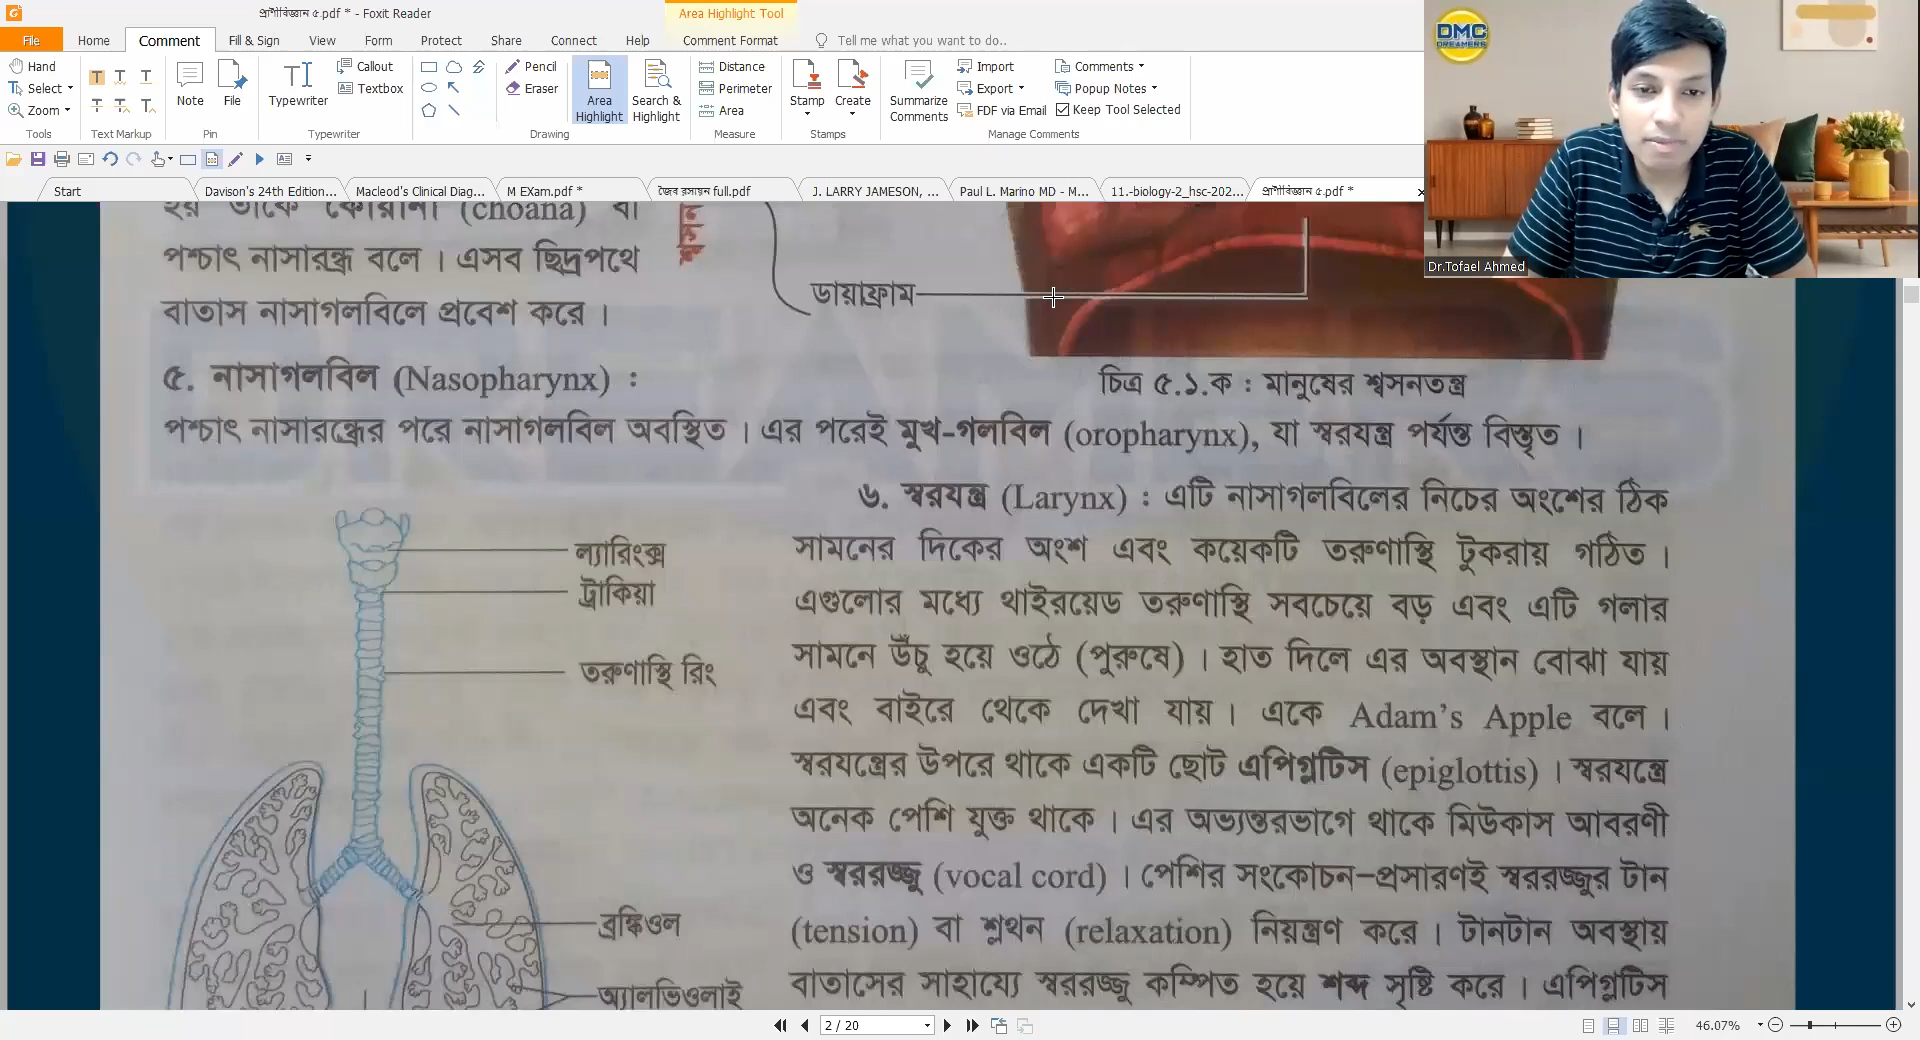 প্রাণীবিজ্ঞান ৫.pdf * - Foxit Reader
Area Highlight Tool
File Home Comment Fill & Sign View Form Protect Share Connect Help Comment Format Tell me what you want to do..
Hand
Select
Zoom
Tools
Text Markup
Note
File
Pin
Typewriter
Callout
Textbox
Typewriter
Pencil
Eraser
Area Highlight
Search & Highlight
Drawing
Distance
Perimeter
Area
Measure
Stamp
Create
Stamps
Summarize Comments
Import
Export
FDF via Email
Comments
Popup Notes
Keep Tool Selected
Manage Comments
DMC
DREAMERS
Dr.Tofael Ahmed
Start
Davison's 24th Edition...
Macleod's Clinical Diag...
M EXam.pdf *
জৈব রসায়ন full.pdf
J. LARRY JAMESON, ...
Paul L. Marino MD - M...
11.-biology-2_hsc-202...
প্রাণীবিজ্ঞান ৫.pdf *
হয় তাকে কোয়ানা (choana) বা
পশ্চাৎ নাসারন্ধ্র বলে । এসব ছিদ্রপথে
বাতাস নাসাগলবিলে প্রবেশ করে ।
ডায়াফ্রাম
চিত্র ৫.১.ক : মানুষের শ্বসনতন্ত্র
৫. নাসাগলবিল (Nasopharynx) :
পশ্চাৎ নাসারন্ধ্রের পরে নাসাগলবিল অবস্থিত । এর পরেই মুখ-গলবিল (oropharynx), যা স্বরযন্ত্র পর্যন্ত বিস্তৃত ।
৬. স্বরযন্ত্র (Larynx) : এটি নাসাগলবিলের নিচের অংশের ঠিক
সামনের দিকের অংশ এবং কয়েকটি তরুণাস্থি টুকরায় গঠিত ।
এগুলোর মধ্যে থাইরয়েড তরুণাস্থি সবচেয়ে বড় এবং এটি গলার
সামনে উঁচু হয়ে ওঠে (পুরুষে) । হাত দিলে এর অবস্থান বোঝা যায়
এবং বাইরে থেকে দেখা যায় । একে Adam's Apple বলে ।
স্বরযন্ত্রের উপরে থাকে একটি ছোট এপিগ্লটিস (epiglottis) । স্বরযন্ত্রে
অনেক পেশি যুক্ত থাকে । এর অভ্যন্তরভাগে থাকে মিউকাস আবরণী
ও স্বররজ্জু (vocal cord) । পেশির সংকোচন–প্রসারণই স্বররজ্জুর টান
(tension) বা শ্লথন (relaxation) নিয়ন্ত্রণ করে । টানটান অবস্থায়
বাতাসের সাহায্যে স্বররজ্জু কম্পিত হয়ে শব্দ সৃষ্টি করে । এপিগ্লটিস
ল্যারিংক্স
ট্রাকিয়া
তরুণাস্থি রিং
ব্রঙ্কিওল
অ্যালভিওলাই
2 / 20
46.07%